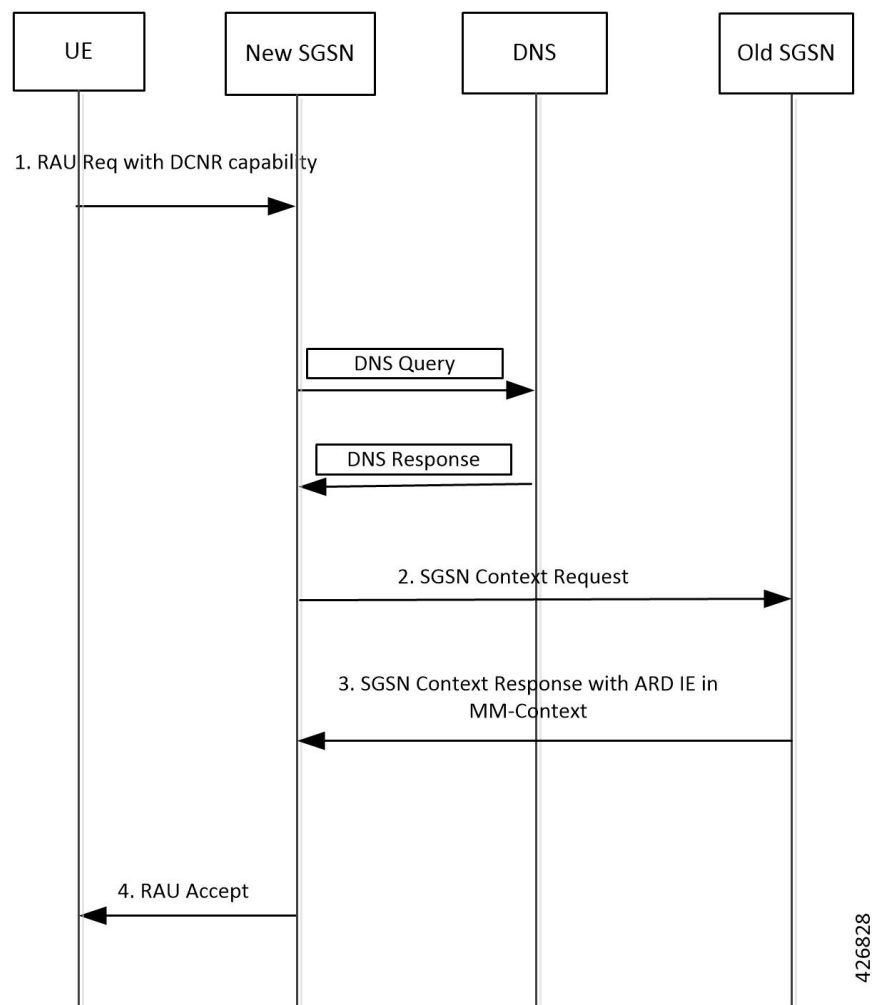 UE
New SGSN
DNS
Old SGSN
1. RAU Req with DCNR capability
DNS Query
DNS Response
2. SGSN Context Request
3. SGSN Context Response with ARD IE in
MM-Context
4. RAU Accept
426828